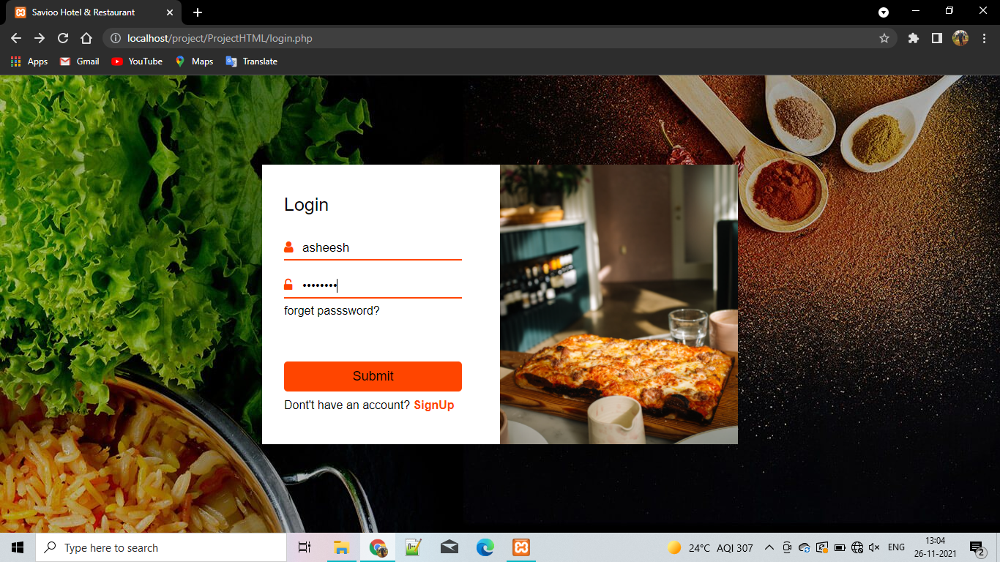 Savioo Hotel & Restaurant
localhost/project/ProjectHTML/login.php
Apps Gmail YouTube Maps Translate
Login
asheesh
••••••••
forget passsword?
Submit
Dont't have an account? SignUp
Type here to search
24°C AQI 307
ENG
13:04
26-11-2021
2